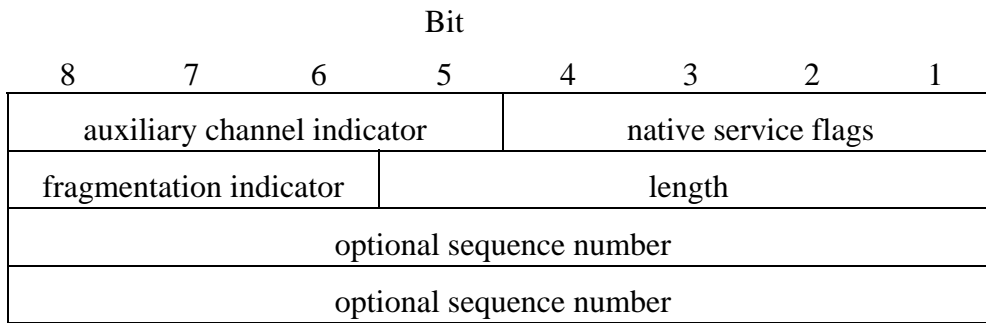 Bit
8 7 6 5 4 3 2 1
auxiliary channel indicator native service flags
fragmentation indicator length
optional sequence number
optional sequence number